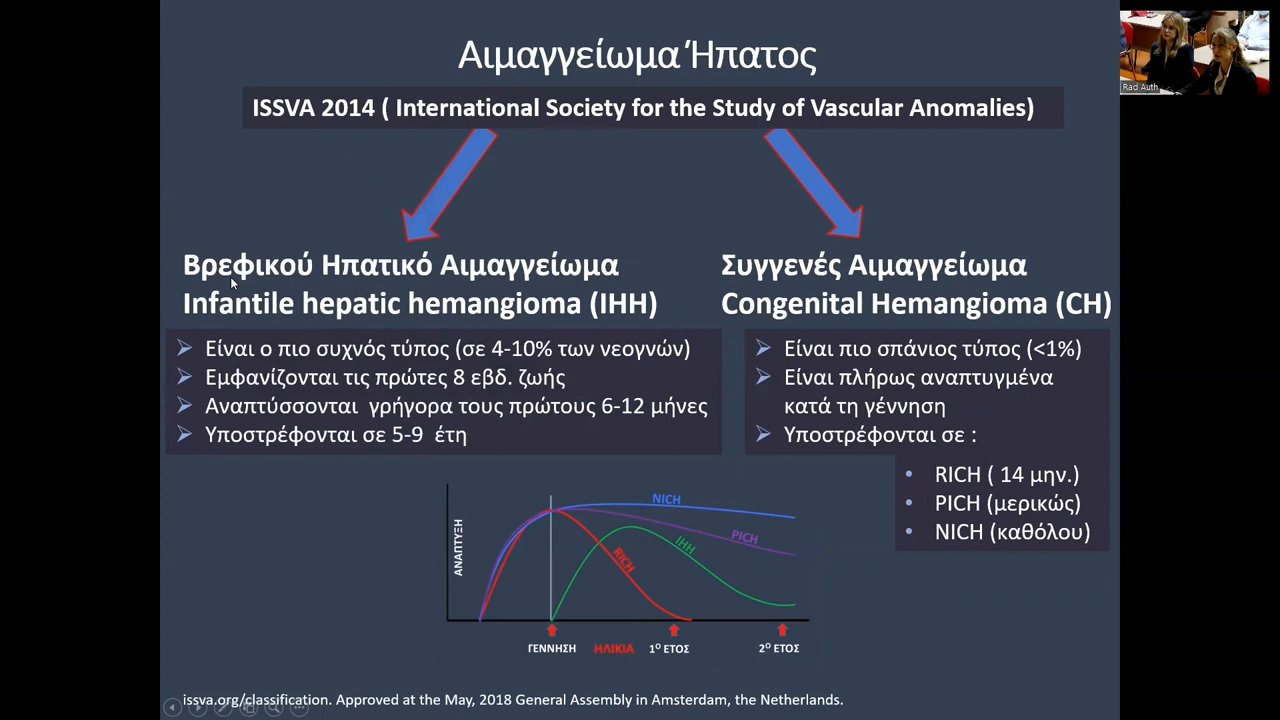 Αιμαγγείωμα Ήπατος
ISSVA 2014 ( International Society for the Study of Vascular Anomalies)
Βρεφικού Ηπατικό Αιμαγγείωμα
Infantile hepatic hemangioma (IHH)
Είναι ο πιο συχνός τύπος (σε 4-10% των νεογνών)
Εμφανίζονται τις πρώτες 8 εβδ. ζωής
Αναπτύσσονται γρήγορα τους πρώτους 6-12 μήνες
Υποστρέφονται σε 5-9 έτη
Συγγενές Αιμαγγείωμα
Congenital Hemangioma (CH)
Είναι πιο σπάνιος τύπος (<1%)
Είναι πλήρως αναπτυγμένα
κατά τη γέννηση
Υποστρέφονται σε :
RICH ( 14 μην.)
PICH (μερικώς)
NICH (καθόλου)
ΑΝΑΠΤΥΞΗ
NICH
PICH
IHH
RICH
ΓΕΝΝΗΣΗ
ΗΛΙΚΙΑ
1Ο ΕΤΟΣ
2Ο ΕΤΟΣ
issva.org/classification. Approved at the May, 2018 General Assembly in Amsterdam, the Netherlands.
Rad Auth